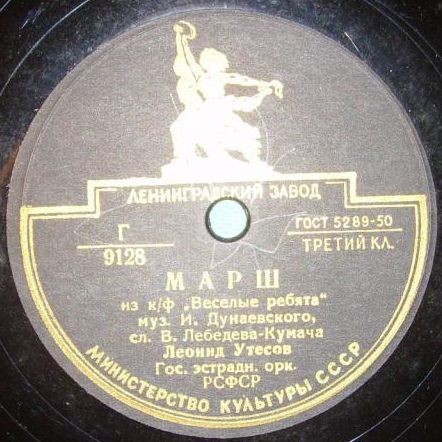 ЛЕНИНГРАДСКИЙ ЗАВОД
Г
9128
ГОСТ 5289-50
ТРЕТИЙ КЛ.
МАРШ
из к/ф „Веселые ребята"
муз. И. Дунаевского,
сл. В. Лебедева-Кумача
Леонид Утесов
Гос. эстрадн. орк.
РСФСР
МИНИСТЕРСТВО КУЛЬТУРЫ СССР